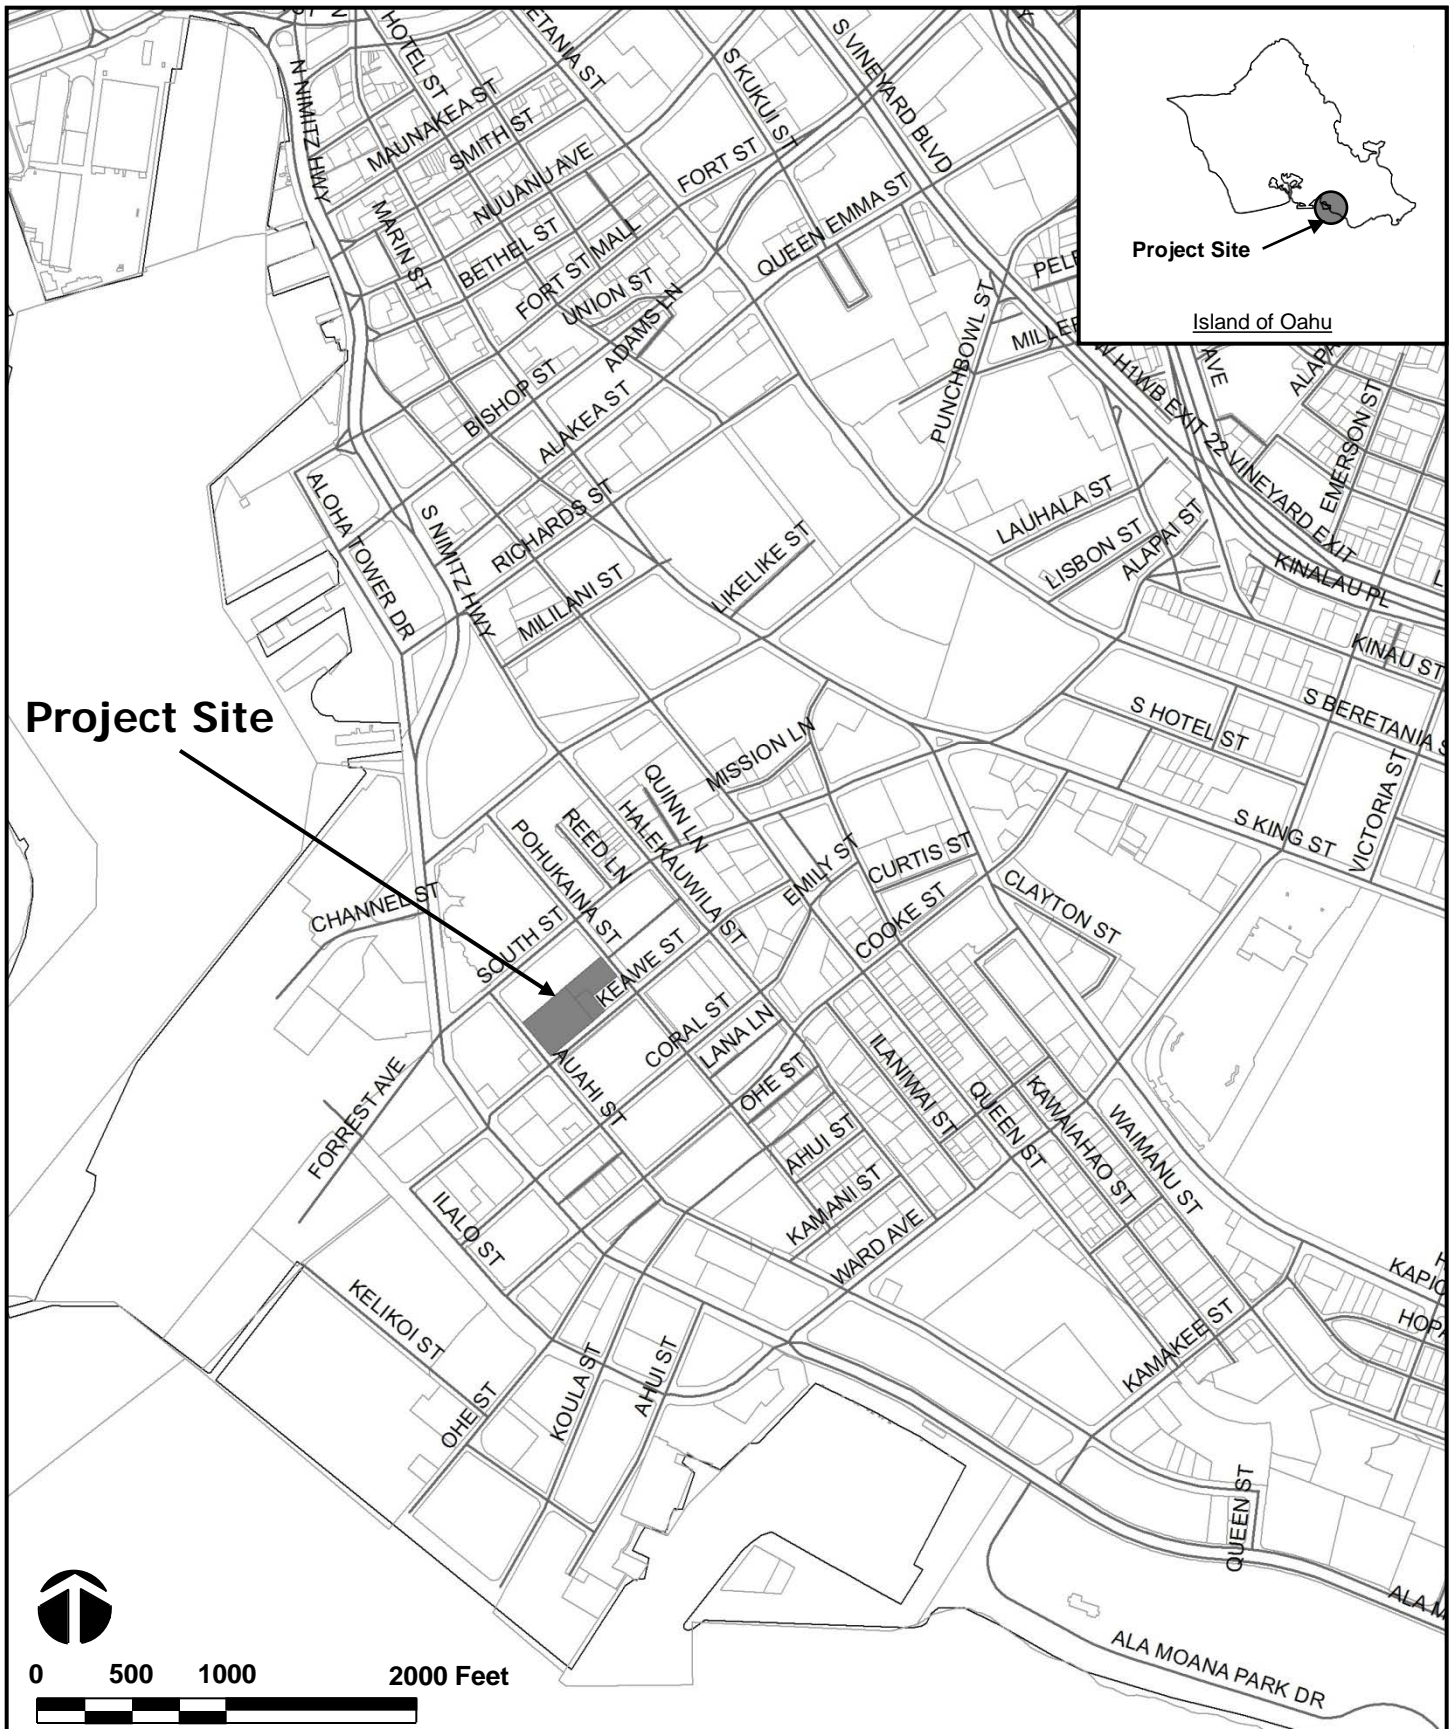 HOTEL ST
ETANIA ST
S KUKUI ST
S VINEYARD BLVD
N NIMITZ HWY
MAUNAKEA ST
SMITH ST
NUUANU AVE
FORT ST
MARIN ST
BETHEL ST
FORT ST MALL
UNION ST
ADAMS LN
QUEEN EMMA ST
PUNCHBOWL ST
PELE
MILLER
Project Site
Island of Oahu
W H1WB EXIT 22 VINEYARD EXIT
AVE
ALAPA
EMERSON ST
BISHOP ST
ALAKEA ST
RICHARDS ST
ALOHA TOWER DR
S NIMITZ HWY
MILILANI ST
LIKELIKE ST
LAUHALA ST
LISBON ST
ALAPAI ST
KINALAU PL
KINAU ST
S BERETANIA S
S HOTEL ST
VICTORIA ST
S KING ST
Project Site
MISSION LN
QUINN LN
HALEKAUWILA ST
REED LN
POHUKAINA ST
EMILY ST
CURTIS ST
COOKE ST
CLAYTON ST
CHANNEL ST
SOUTH ST
KEAWE ST
CORAL ST
LANA LN
AUAHI ST
OHE ST
ILANIWAI ST
QUEEN ST
KAWAIAHAO ST
WAIMANU ST
FORREST AVE
AHUI ST
KAMANI ST
WARD AVE
ILALO ST
KELIKOI ST
OHE ST
KOULA ST
AHUI ST
KAMAKEE ST
KAPIO
HOPA
QUEEN ST
ALA M
ALA MOANA PARK DR
0 500 1000 2000 Feet